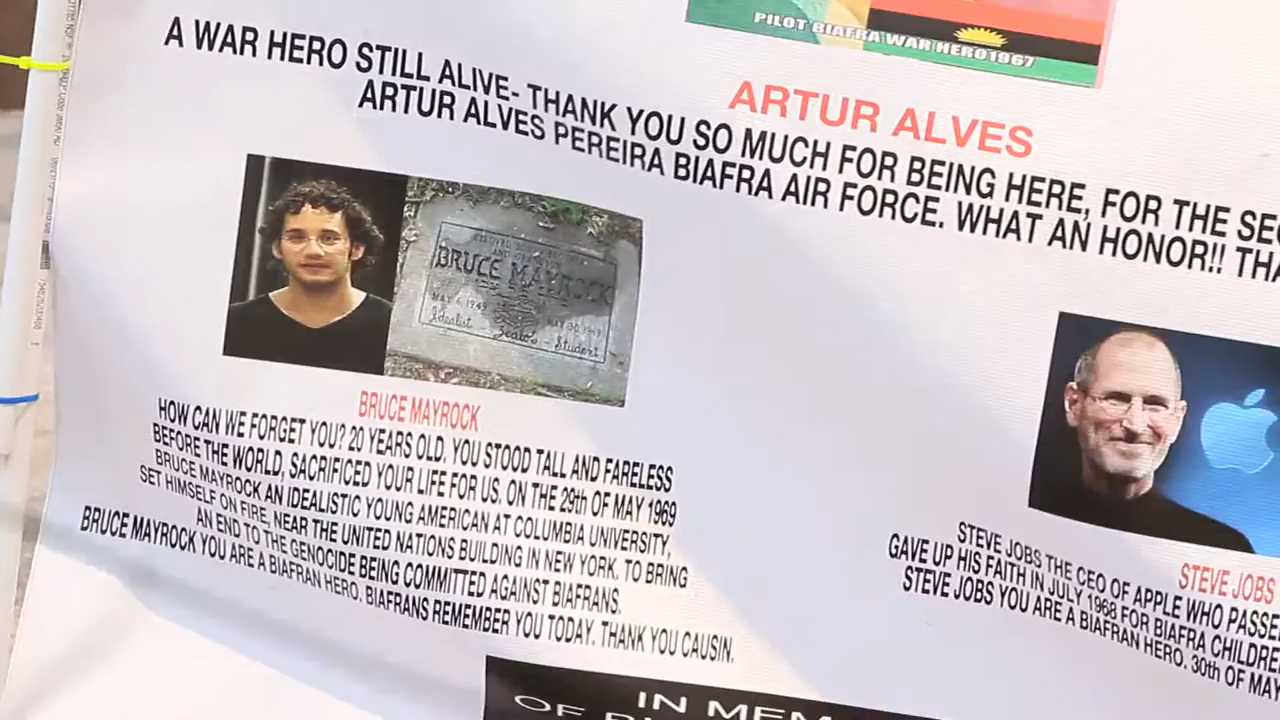 PILOT BIAFRA WAR HERO1967
ARTUR ALVES
A WAR HERO STILL ALIVE- THANK YOU SO MUCH FOR BEING HERE, FOR THE
ARTUR ALVES PEREIRA BIAFRA AIR FORCE. WHAT AN HONOR!!
BRUCE MAYROCK
MAY 6, 1949 MAY 30, 1969
Idealist Student
BRUCE MAYROCK
HOW CAN WE FORGET YOU? 20 YEARS OLD. YOU STOOD TALL AND FARELESS
BEFORE THE WORLD, SACRIFICED YOUR LIFE FOR US. ON THE 29th OF MAY 1969
BRUCE MAYROCK AN IDEALISTIC YOUNG AMERICAN AT COLUMBIA UNIVERSITY,
SET HIMSELF ON FIRE, NEAR THE UNITED NATIONS BUILDING IN NEW YORK. TO BRING
AN END TO THE GENOCIDE BEING COMMITTED AGAINST BIAFRANS.
BRUCE MAYROCK YOU ARE A BIAFRAN HERO. BIAFRANS REMEMBER YOU TODAY. THANK YOU CAUSIN.
STEVE JOBS
STEVE JOBS THE CEO OF APPLE WHO PASSE
GAVE UP HIS FAITH IN JULY 1968 FOR BIAFRA CHILDRE
STEVE JOBS YOU ARE A BIAFRAN HERO. 30th OF MAY
IN MEM
OF